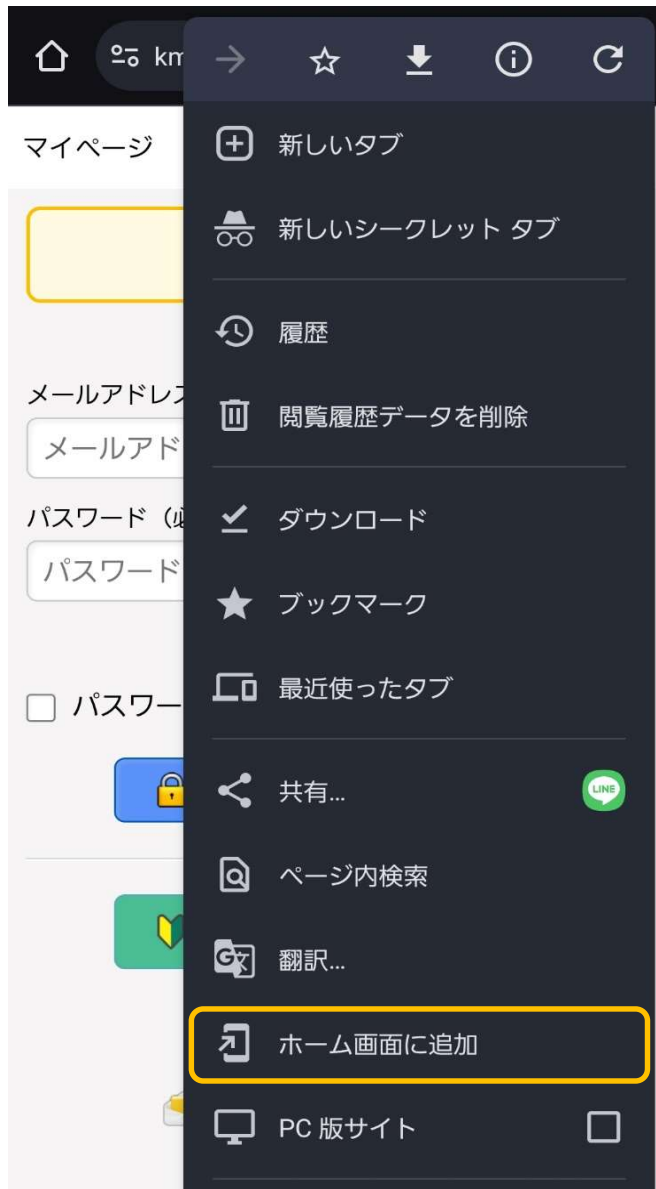 km
マイページ
新しいタブ
新しいシークレット タブ
履歴
メールアドレス
閲覧履歴データを削除
メールアド
パスワード（必
ダウンロード
パスワード
ブックマーク
最近使ったタブ
パスワー
共有...
LINE
ページ内検索
翻訳...
ホーム画面に追加
PC 版サイト